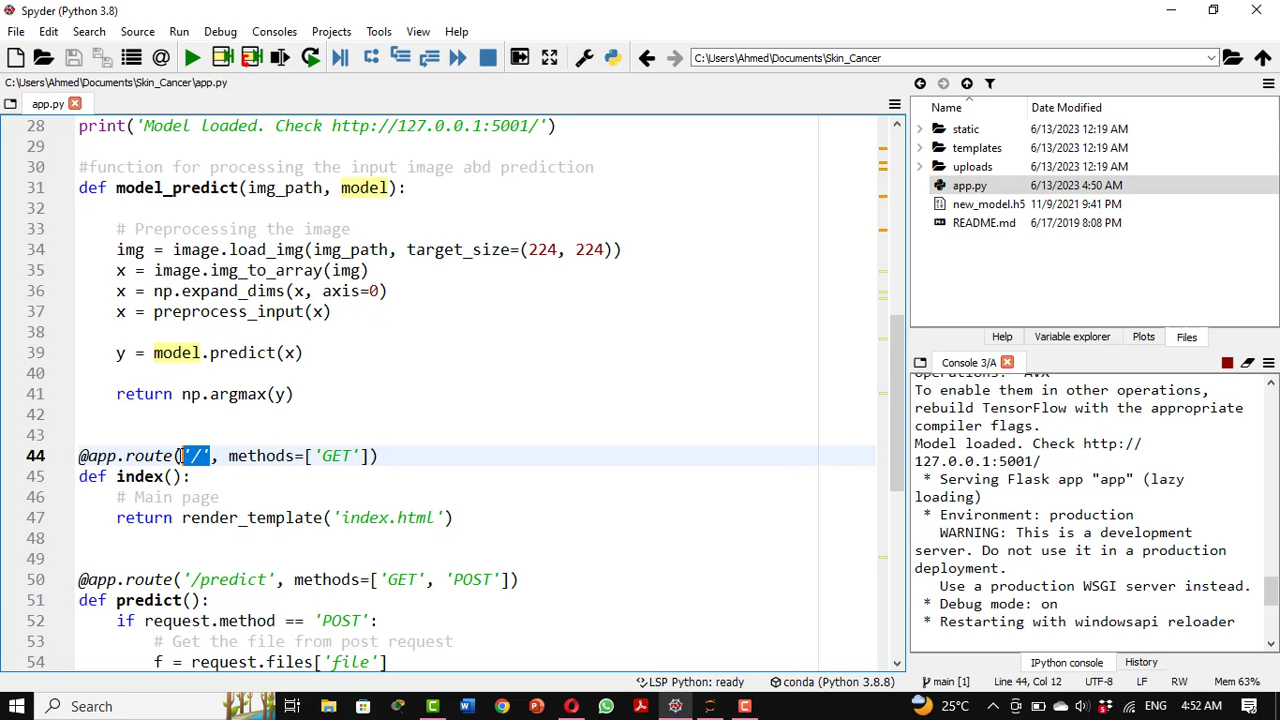 Spyder (Python 3.8)
File Edit Search Source Run Debug Consoles Projects Tools View Help
C:\Users\Ahmed\Documents\Skin_Cancer
C:\Users\Ahmed\Documents\Skin_Cancer\app.py
app.py
28 print('Model loaded. Check http://127.0.0.1:5001/')
29
30 #function for processing the input image abd prediction
31 def model_predict(img_path, model):
32
33 # Preprocessing the image
34 img = image.load_img(img_path, target_size=(224, 224))
35 x = image.img_to_array(img)
36 x = np.expand_dims(x, axis=0)
37 x = preprocess_input(x)
38
39 y = model.predict(x)
40
41 return np.argmax(y)
42
43
44 @app.route('/', methods=['GET'])
45 def index():
46 # Main page
47 return render_template('index.html')
48
49
50 @app.route('/predict', methods=['GET', 'POST'])
51 def predict():
52 if request.method == 'POST':
53 # Get the file from post request
54 f = request.files['file']
Name Date Modified
static 6/13/2023 12:19 AM
templates 6/13/2023 12:19 AM
uploads 6/13/2023 12:19 AM
app.py 6/13/2023 4:50 AM
new_model.h5 11/9/2021 9:41 PM
README.md 6/17/2019 8:08 PM
Help Variable explorer Plots Files
Console 3/A
operations: AVX
To enable them in other operations,
rebuild TensorFlow with the appropriate
compiler flags.
Model loaded. Check http://
127.0.0.1:5001/
* Serving Flask app "app" (lazy
loading)
* Environment: production
WARNING: This is a development
server. Do not use it in a production
deployment.
Use a production WSGI server instead.
* Debug mode: on
* Restarting with windowsapi reloader
IPython console History
LSP Python: ready conda (Python 3.8.8) main [1] Line 44, Col 12 UTF-8 LF RW Mem 63%
Search 25°C ENG 4:52 AM